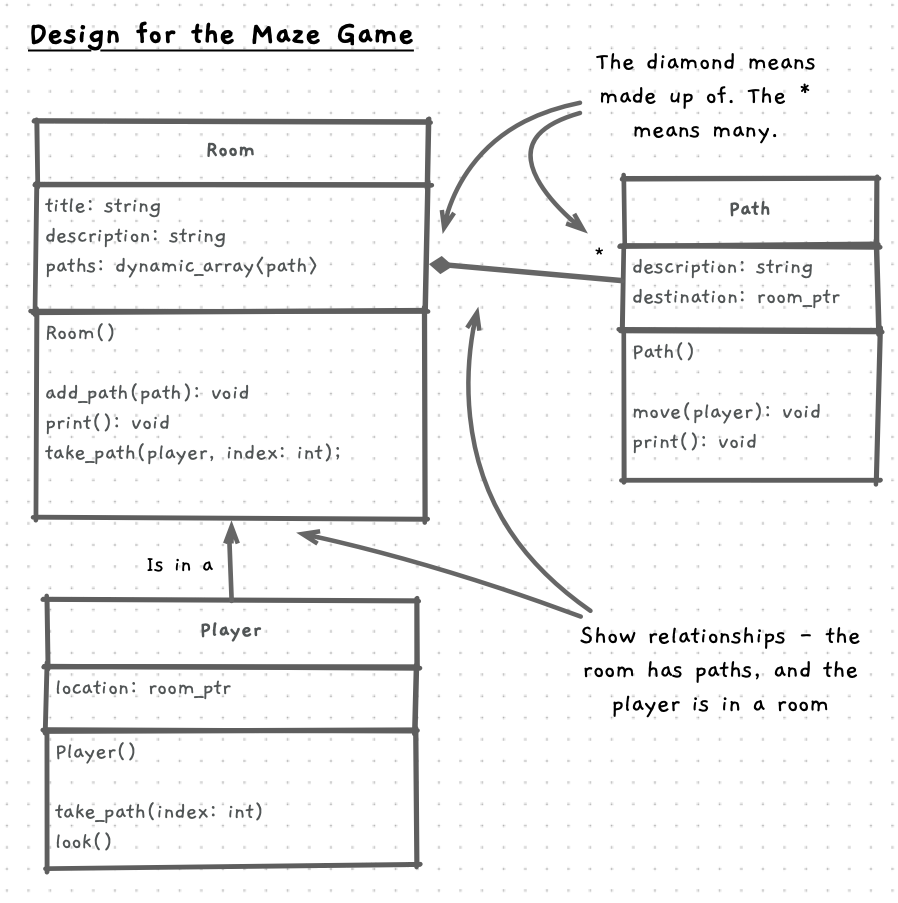 Design for the Maze Game
The diamond means
made up of. The *
means many.
Room
title: string
description: string
paths: dynamic_array<path>
Room()
add_path(path): void
print(): void
take_path(player, index: int);
*
Path
description: string
destination: room_ptr
Path()
move(player): void
print(): void
Is in a
Player
location: room_ptr
Player()
take_path(index: int)
look()
Show relationships - the
room has paths, and the
player is in a room